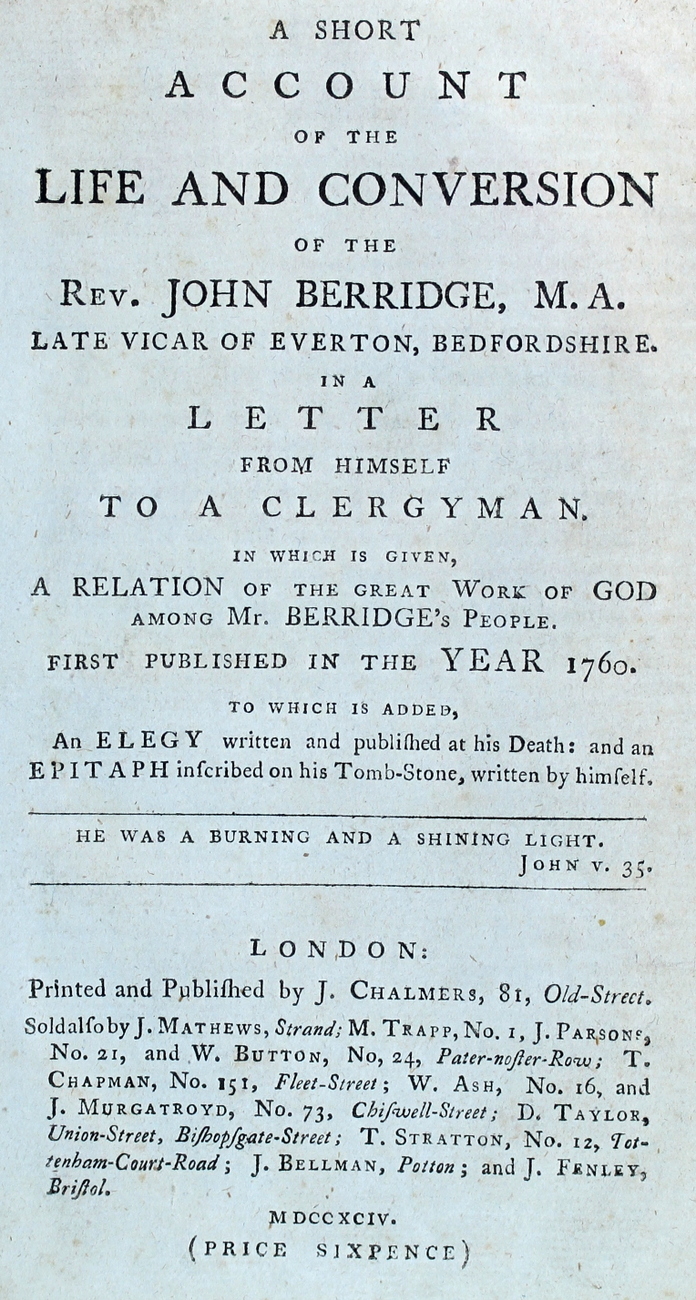 A SHORT
ACCOUNT
OF THE
LIFE AND CONVERSION
OF THE
REV. JOHN BERRIDGE, M. A.
LATE VICAR OF EVERTON, BEDFORDSHIRE.
IN A
LETTER
FROM HIMSELF
TO A CLERGYMAN.
IN WHICH IS GIVEN,
A RELATION OF THE GREAT WORK OF GOD
AMONG Mr. BERRIDGE's PEOPLE.
FIRST PUBLISHED IN THE YEAR 1760.
TO WHICH IS ADDED,
An ELEGY written and publiſhed at his Death: and an
EPITAPH inſcribed on his Tomb-Stone, written by himſelf.
HE WAS A BURNING AND A SHINING LIGHT.
JOHN V. 35.
LONDON:
Printed and Publiſhed by J. CHALMERS, 81, Old-Street.
Sold alſo by J. MATHEWS, Strand; M. TRAPP, No. 1, J. PARSONS,
No. 21, and W. BUTTON, No, 24, Pater-noſter-Row; T.
CHAPMAN, No. 151, Fleet-Street; W. ASH, No. 16, and
J. MURGATROYD, No. 73, Chiſwell-Street; D. TAYLOR,
Union-Street, Biſhopſgate-Street; T. STRATTON, No. 12, Tot-
tenham-Court-Road; J. BELLMAN, Potton; and J. FENLEY,
Briſtol.
MDCCXCIV.
(PRICE SIXPENCE)